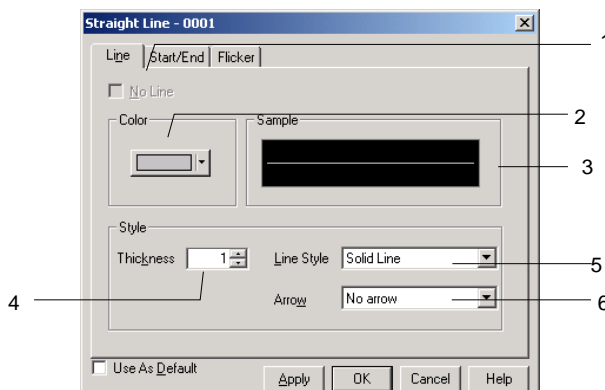 Straight Line - 0001
1
Line Start/End Flicker
No Line
Color Sample
2
3
Style
Thickness 1 Line Style Solid Line
5
4
Arrow No arrow
6
Use As Default
Apply OK Cancel Help